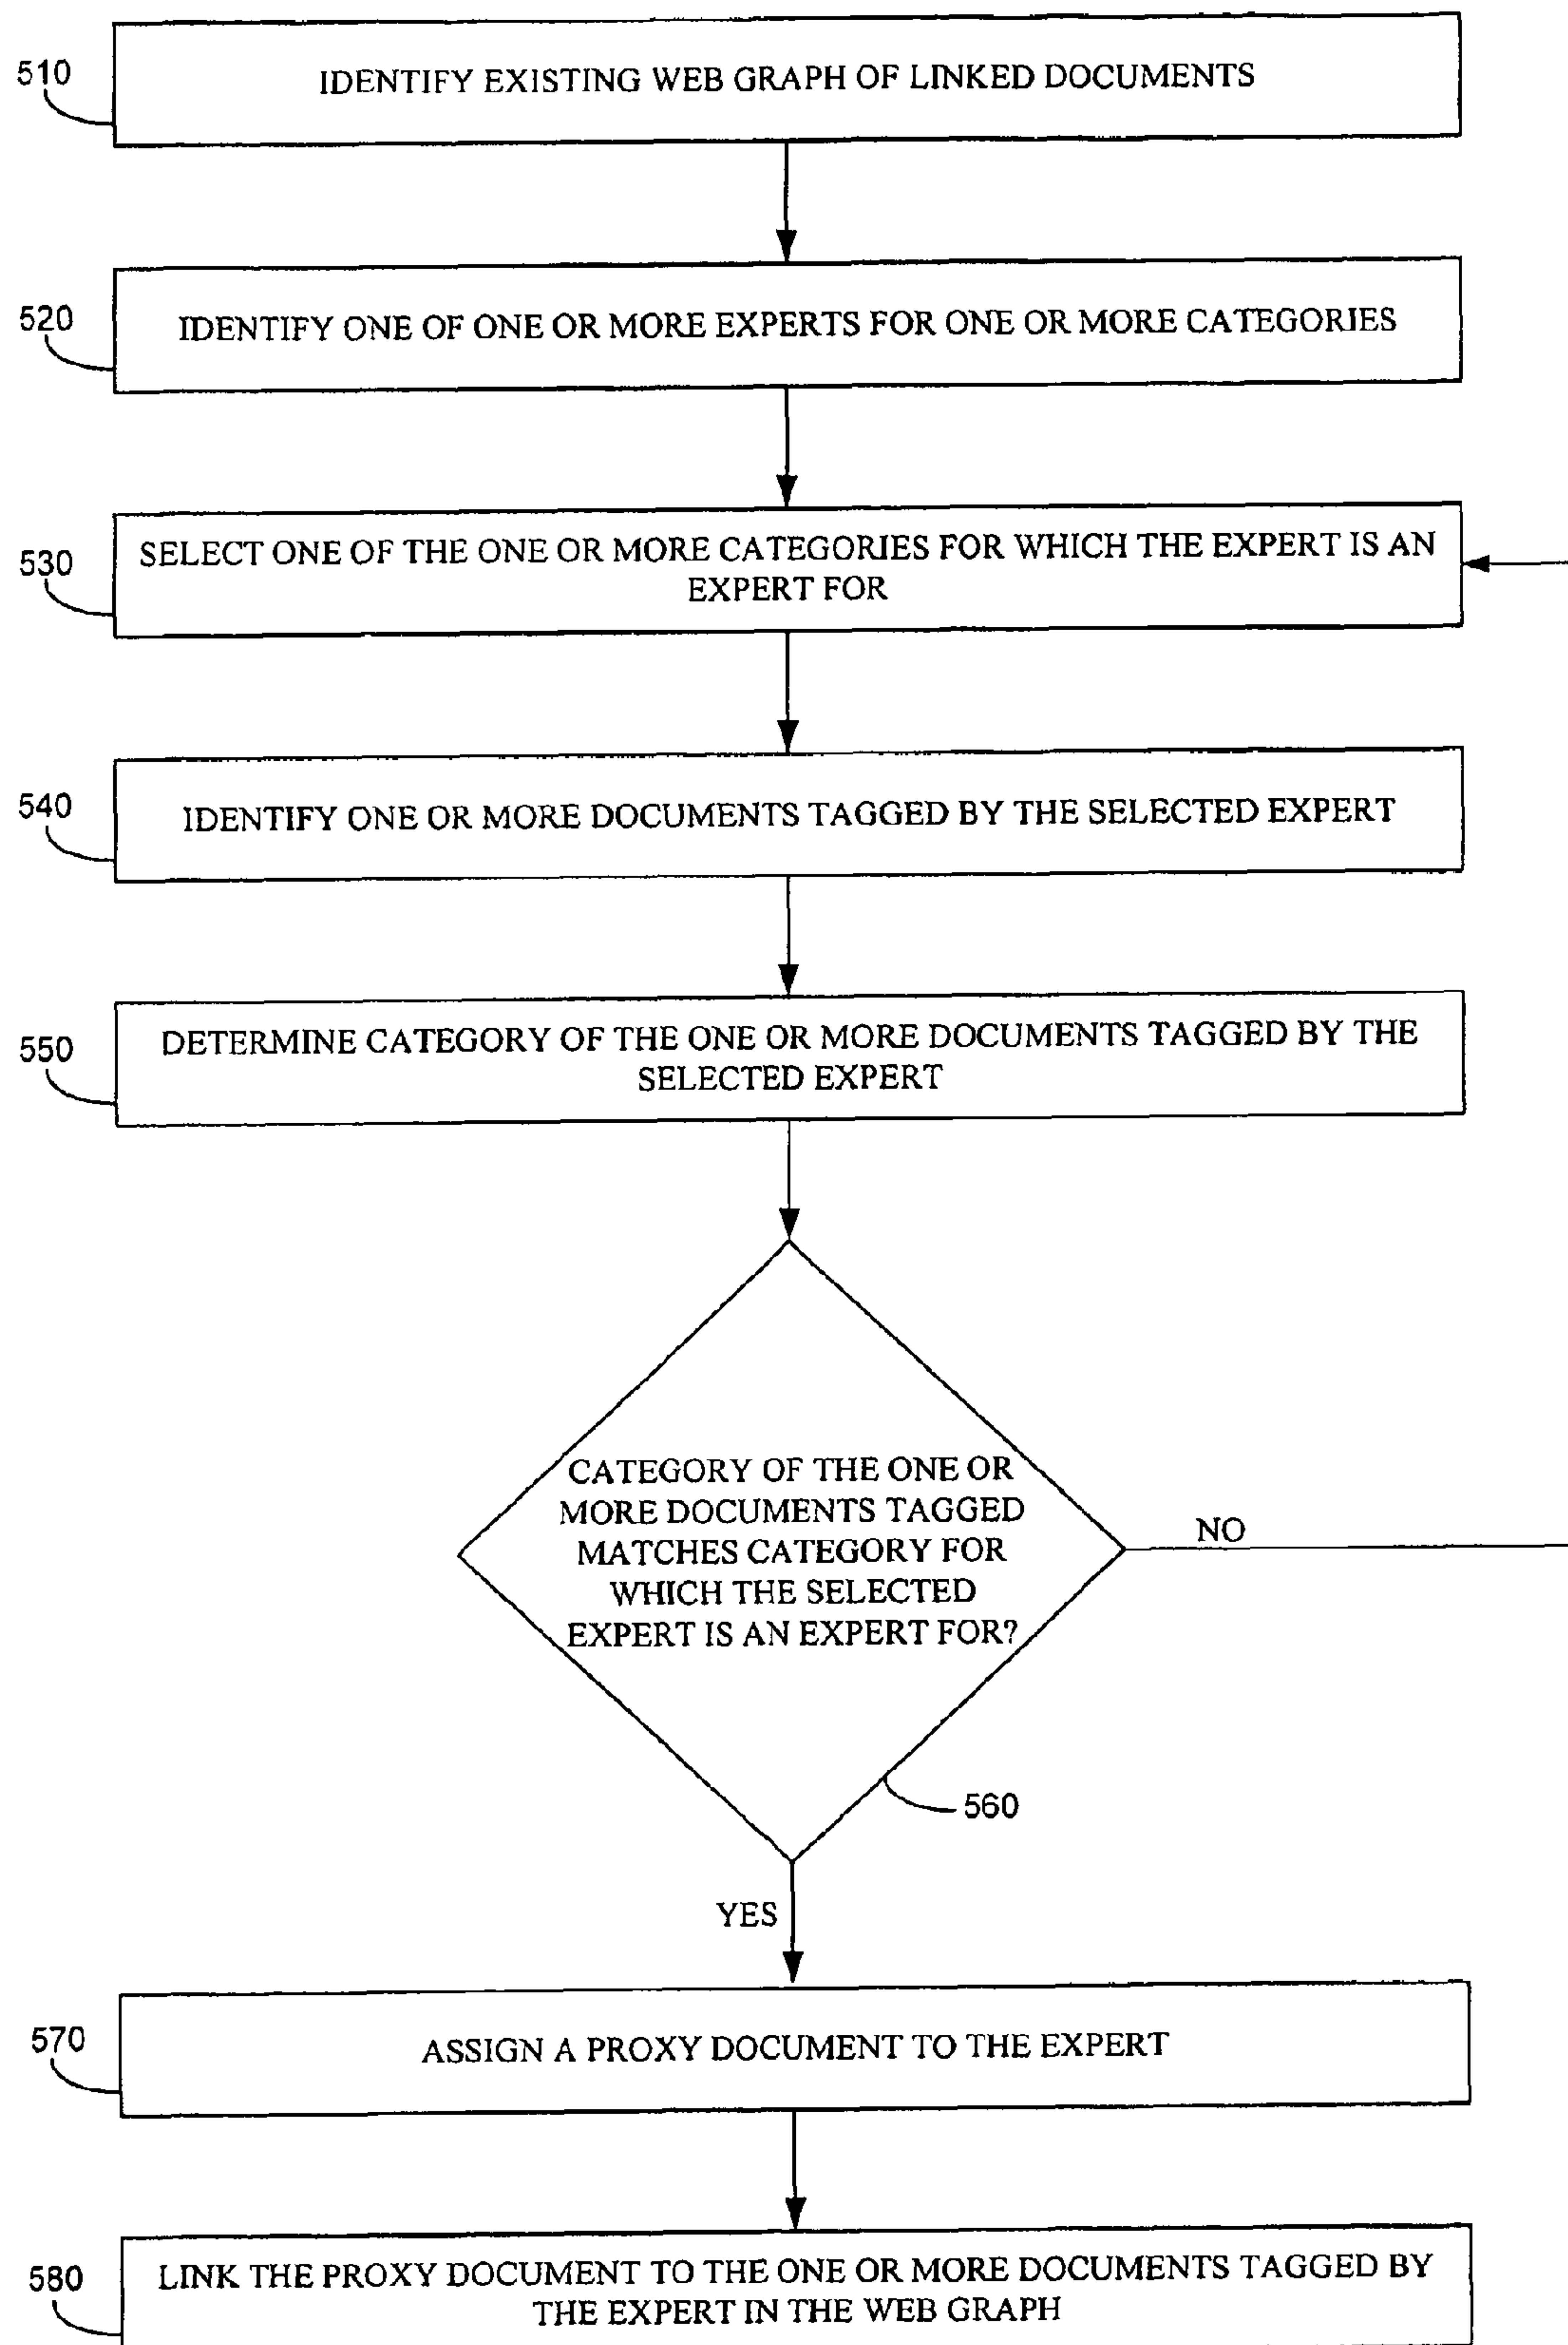 510
IDENTIFY EXISTING WEB GRAPH OF LINKED DOCUMENTS
520
IDENTIFY ONE OF ONE OR MORE EXPERTS FOR ONE OR MORE CATEGORIES
530
SELECT ONE OF THE ONE OR MORE CATEGORIES FOR WHICH THE EXPERT IS AN
EXPERT FOR
540
IDENTIFY ONE OR MORE DOCUMENTS TAGGED BY THE SELECTED EXPERT
550
DETERMINE CATEGORY OF THE ONE OR MORE DOCUMENTS TAGGED BY THE
SELECTED EXPERT
CATEGORY OF THE ONE OR
MORE DOCUMENTS TAGGED
MATCHES CATEGORY FOR
WHICH THE SELECTED
EXPERT IS AN EXPERT FOR?
NO
560
YES
570
ASSIGN A PROXY DOCUMENT TO THE EXPERT
580
LINK THE PROXY DOCUMENT TO THE ONE OR MORE DOCUMENTS TAGGED BY
THE EXPERT IN THE WEB GRAPH